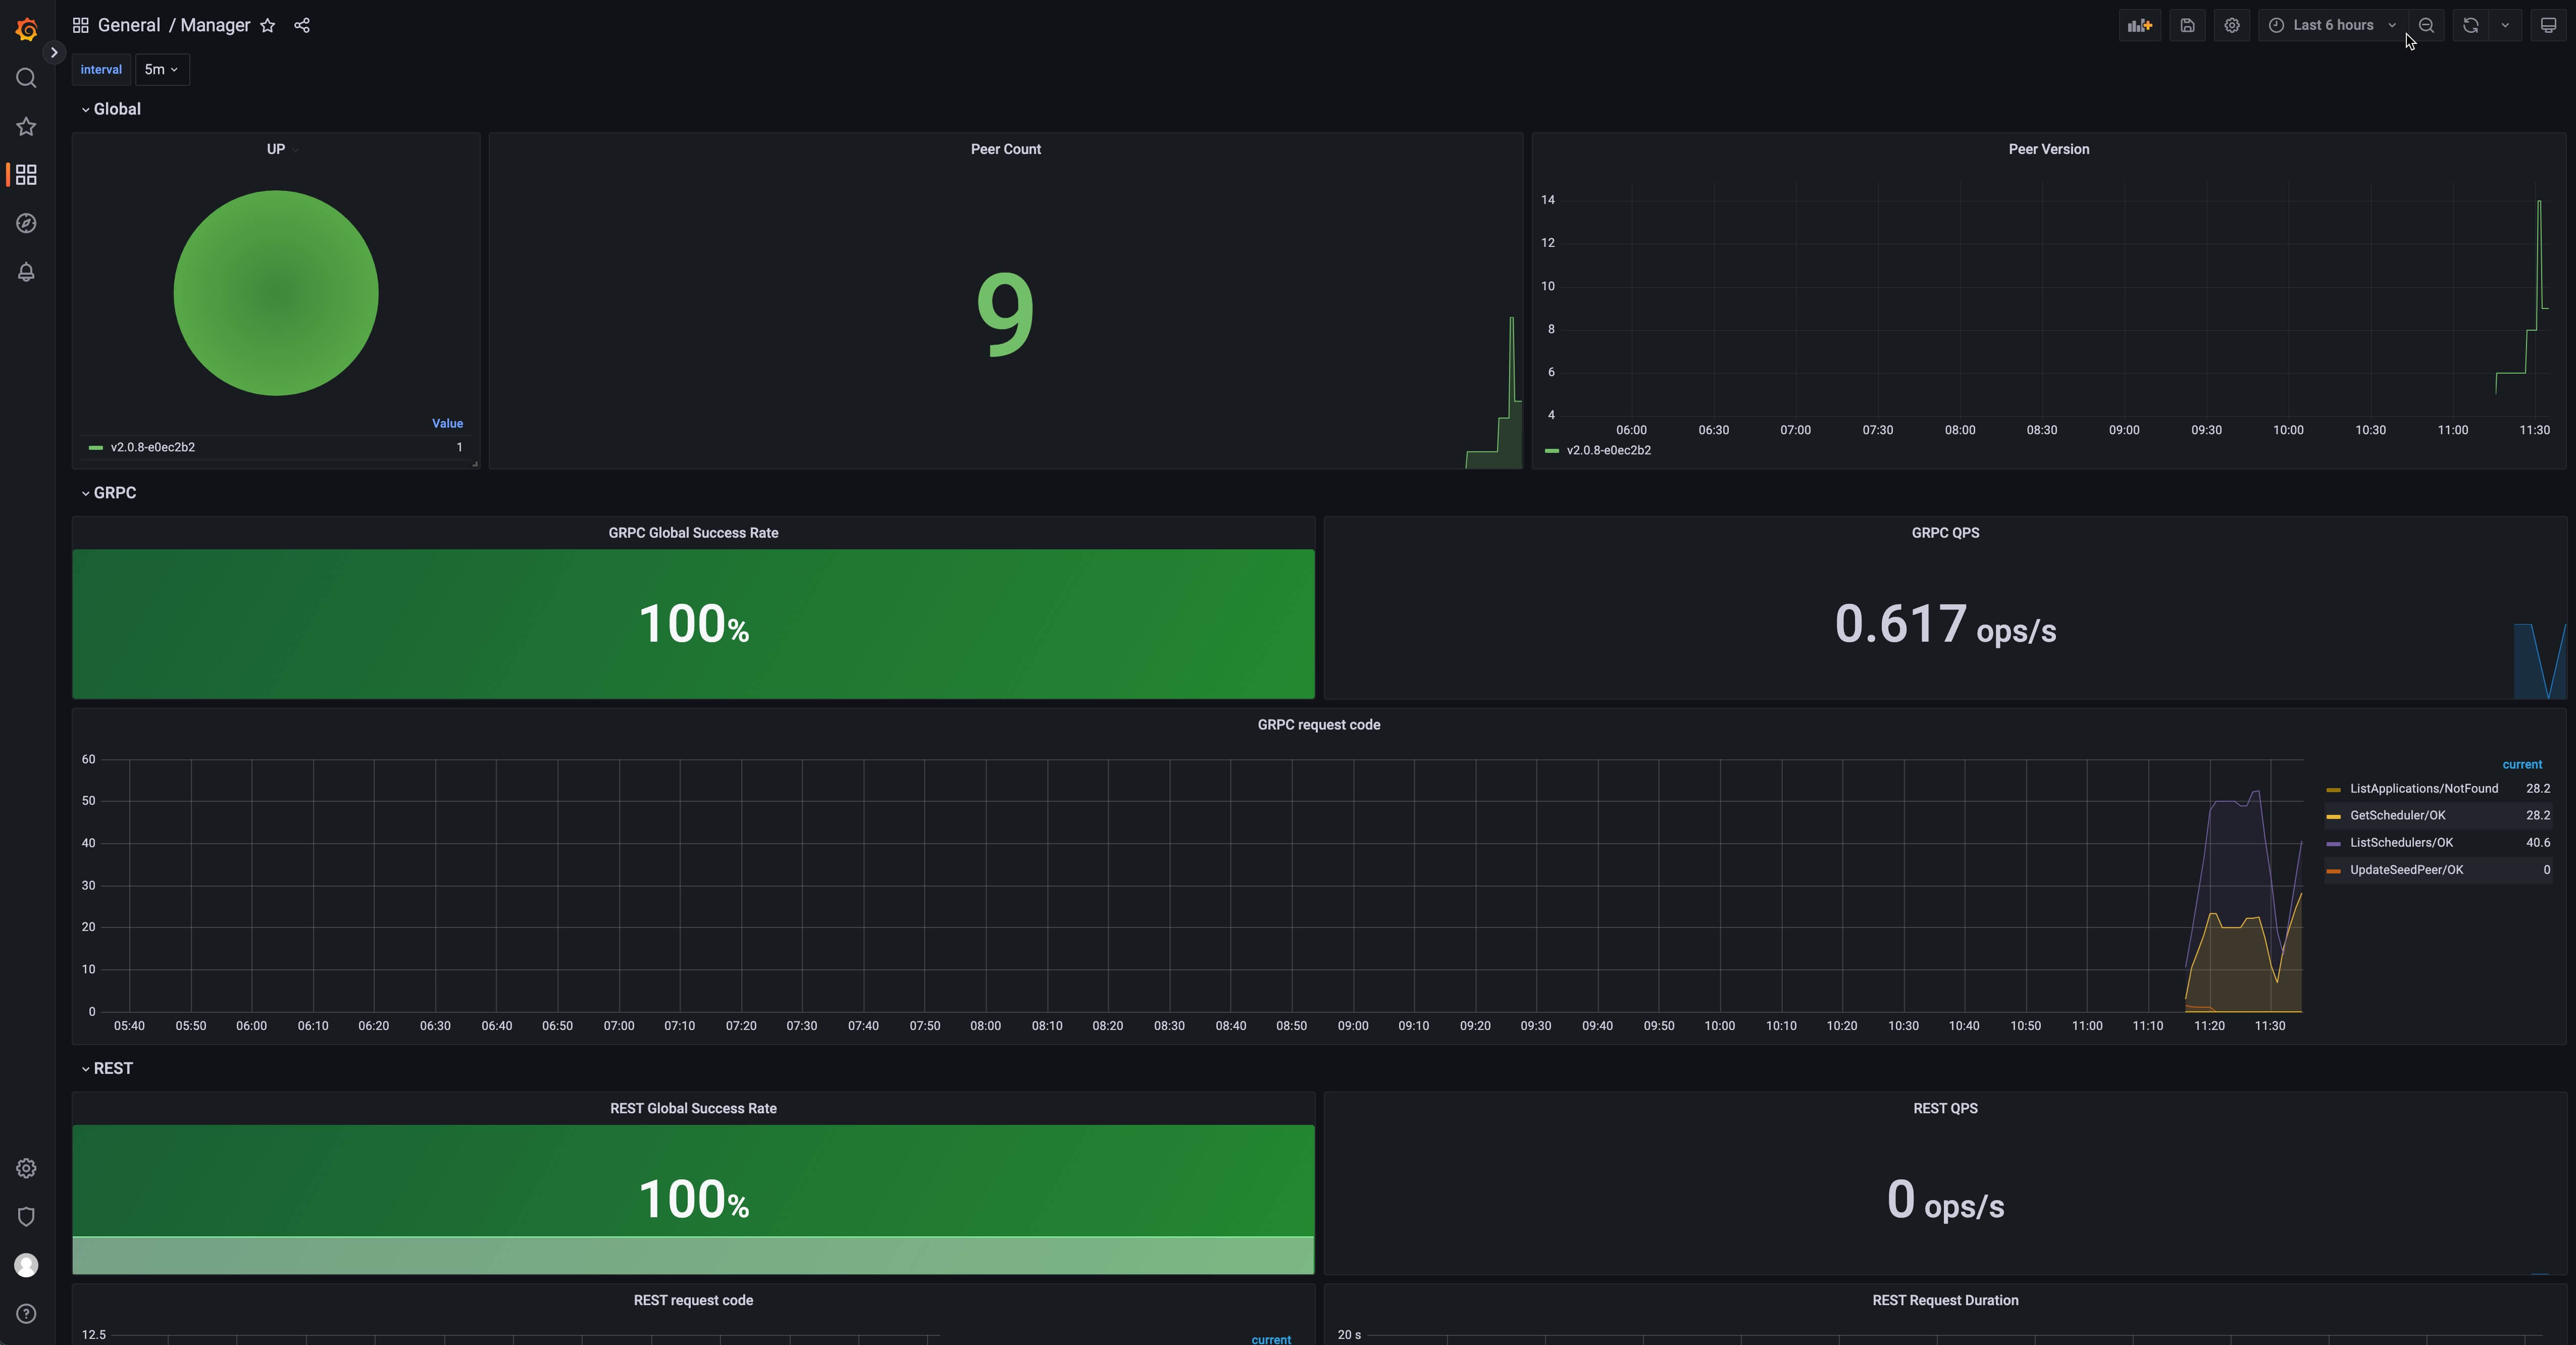 General / Manager
Last 6 hours
interval 5m
Global
UP
Value
v2.0.8-e0ec2b2 1
Peer Count
9
Peer Version
14
12
10
8
6
4
06:00 06:30 07:00 07:30 08:00 08:30 09:00 09:30 10:00 10:30 11:00 11:30
v2.0.8-e0ec2b2
GRPC
GRPC Global Success Rate
100%
GRPC QPS
0.617 ops/s
GRPC request code
60
50
40
30
20
10
0
05:40 05:50 06:00 06:10 06:20 06:30 06:40 06:50 07:00 07:10 07:20 07:30 07:40 07:50 08:00 08:10 08:20 08:30 08:40 08:50 09:00 09:10 09:20 09:30 09:40 09:50 10:00 10:10 10:20 10:30 10:40 10:50 11:00 11:10 11:20 11:30
current
ListApplications/NotFound 28.2
GetScheduler/OK 28.2
ListSchedulers/OK 40.6
UpdateSeedPeer/OK 0
REST
REST Global Success Rate
100%
REST QPS
0 ops/s
REST request code
12.5
current
REST Request Duration
20 s